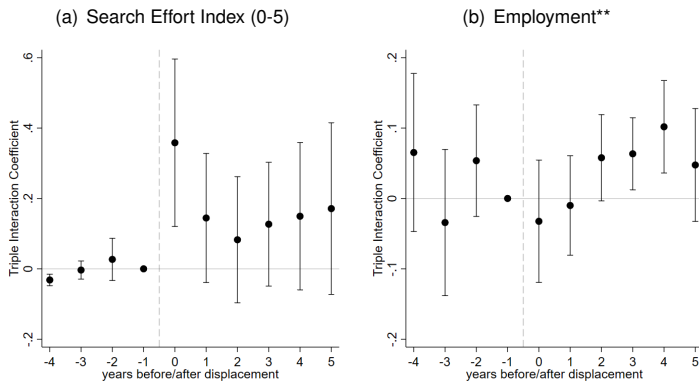 (a) Search Effort Index (0-5)
Triple Interaction Coefficient
.6
.4
.2
0
-.2
-4 -3 -2 -1 0 1 2 3 4 5
years before/after displacement
(b) Employment**
Triple Interaction Coefficient
.2
.1
0
-.1
-.2
-4 -3 -2 -1 0 1 2 3 4 5
years before/after displacement